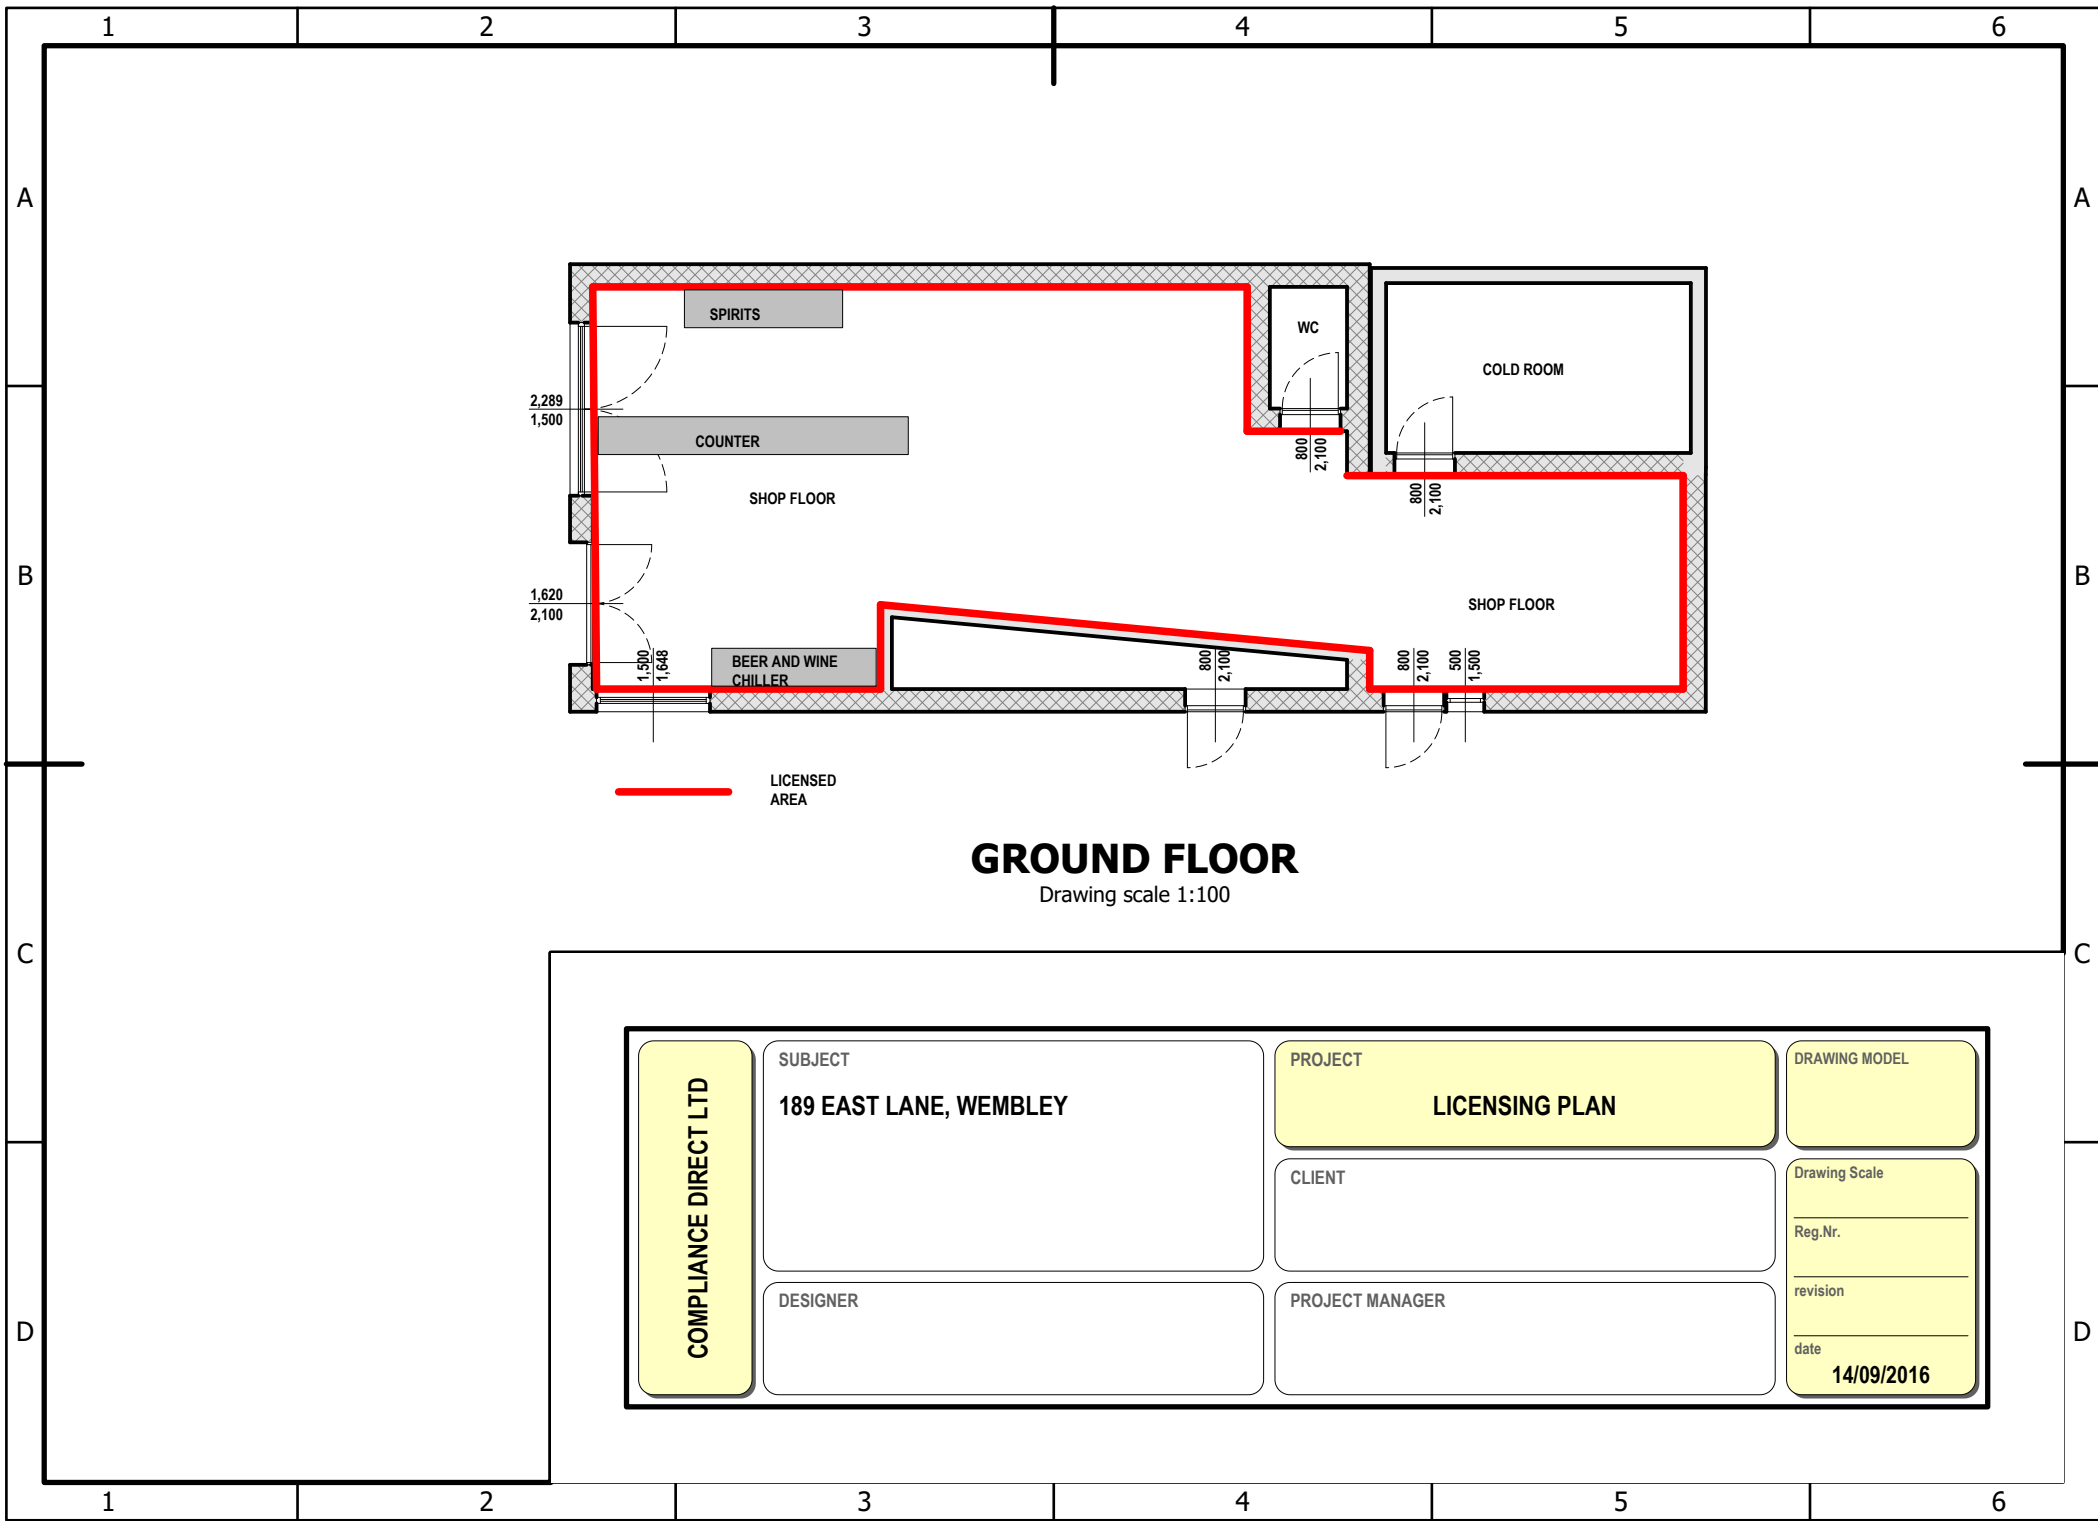 1 2 3 4 5 6
A A
SPIRITS
WC
COLD ROOM
B B
2,289
1,500
COUNTER
800
2,100
800
2,100
SHOP FLOOR
1,620
2,100
SHOP FLOOR
1,500
1,648
BEER AND WINE
CHILLER
800
2,100
800
2,100
500
1,500
LICENSED
AREA
GROUND FLOOR
Drawing scale 1:100
C C
COMPLIANCE DIRECT LTD
SUBJECT
189 EAST LANE, WEMBLEY
PROJECT
LICENSING PLAN
DRAWING MODEL
CLIENT
Drawing Scale
Reg.Nr.
revision
DESIGNER
PROJECT MANAGER
date
14/09/2016
D D
1 2 3 4 5 6